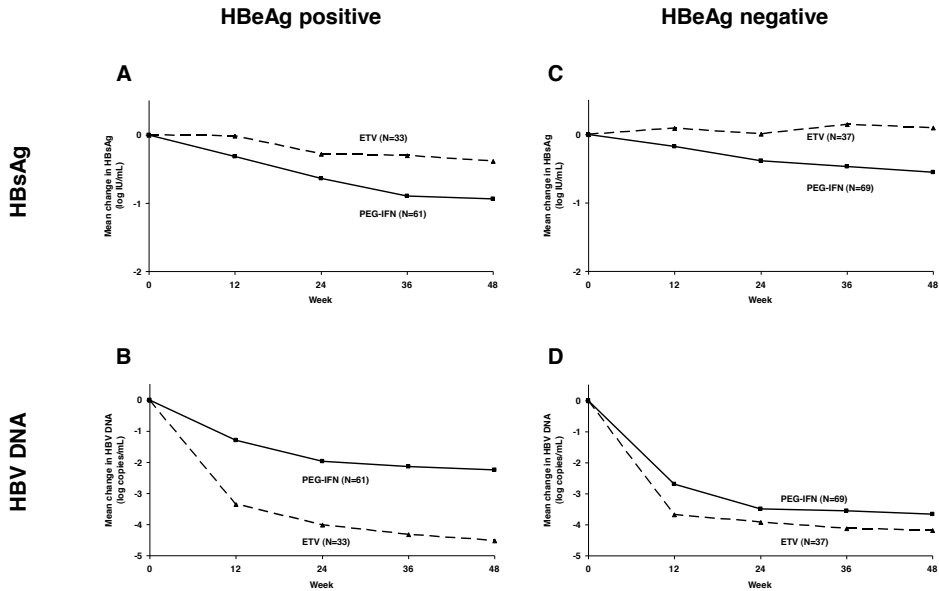 HBeAg positive
HBeAg negative
HBsAg
HBV DNA
A
Mean change in HBsAg
(log IU/mL)
0
-1
-2
ETV (N=33)
PEG-IFN (N=61)
0
12
24
36
48
Week
C
Mean change in HBsAg
(log IU/mL)
0
-1
-2
ETV (N=37)
PEG-IFN (N=69)
0
12
24
36
48
Week
B
Mean change in HBV DNA
(log copies/mL)
0
-1
-2
-3
-4
-5
PEG-IFN (N=61)
ETV (N=33)
0
12
24
36
48
Week
D
Mean change in HBV DNA
(log copies/mL)
0
-1
-2
-3
-4
-5
PEG-IFN (N=69)
ETV (N=37)
0
12
24
36
48
Week